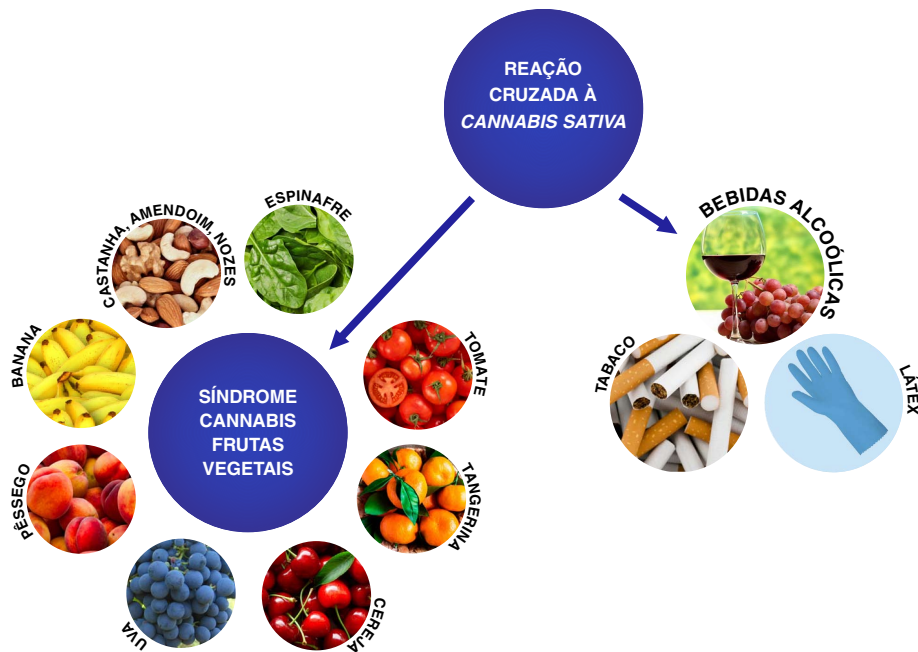 REAÇÃO
CRUZADA À
CANNABIS SATIVA
ESPINAFRE
CASTANHA, AMENDOIM, NOZES
BEBIDAS ALCOÓLICAS
BANANA
TOMATE
TABACO
LÁTEX
SÍNDROME
CANNABIS
FRUTAS
VEGETAIS
PÊSSEGO
TANGERINA
UVA
CEREJA